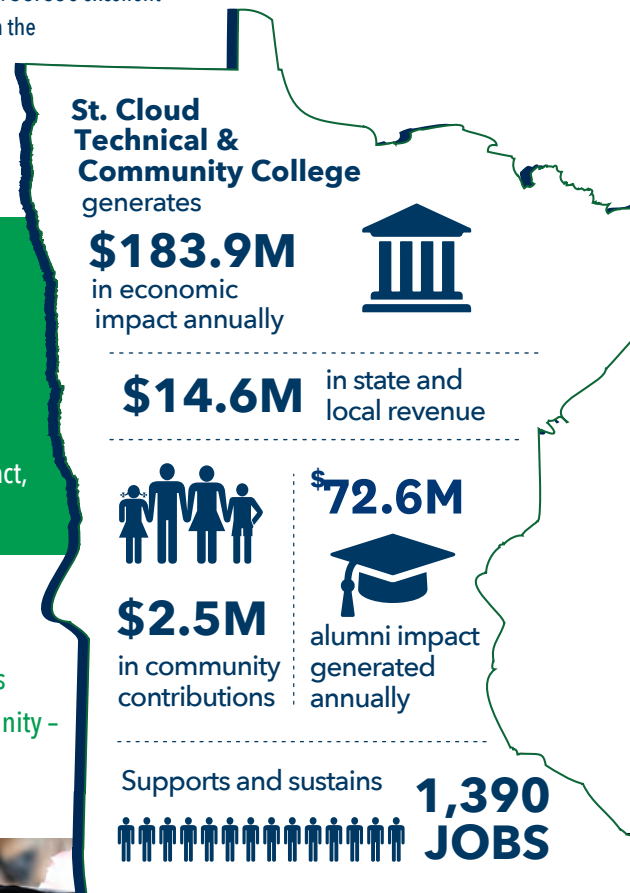 excellent
n the
St. Cloud
Technical &
Community College
generates
$183.9M
in economic
impact annually
$14.6M
in state and
local revenue
act,
$72.6M
$2.5M
in community
contributions
alumni impact
generated
annually
s
nity –
Supports and sustains
1,390
JOBS